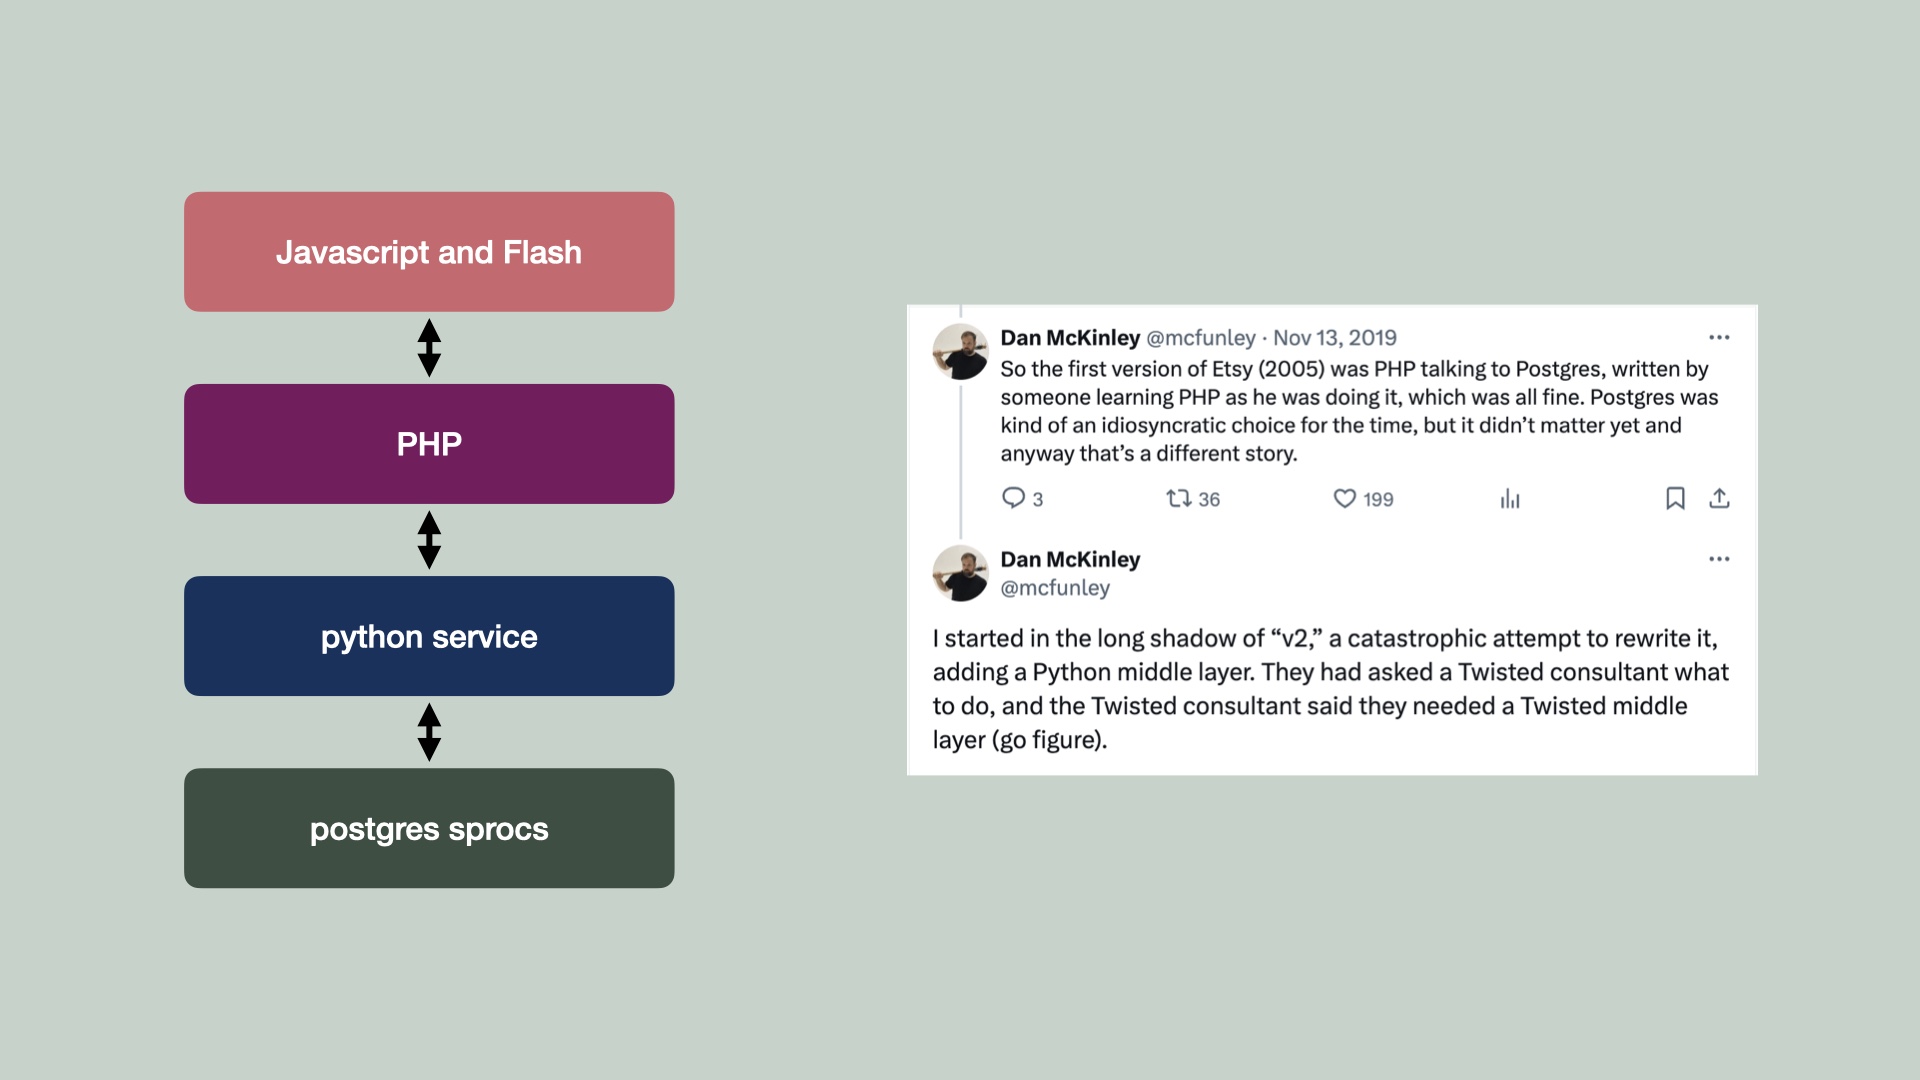 Javascript and Flash
PHP
python service
postgres sprocs
Dan McKinley @mcfunley · Nov 13, 2019
So the first version of Etsy (2005) was PHP talking to Postgres, written by
someone learning PHP as he was doing it, which was all fine. Postgres was
kind of an idiosyncratic choice for the time, but it didn’t matter yet and
anyway that’s a different story.
3 36 199
Dan McKinley
@mcfunley
I started in the long shadow of “v2,” a catastrophic attempt to rewrite it,
adding a Python middle layer. They had asked a Twisted consultant what
to do, and the Twisted consultant said they needed a Twisted middle
layer (go figure).